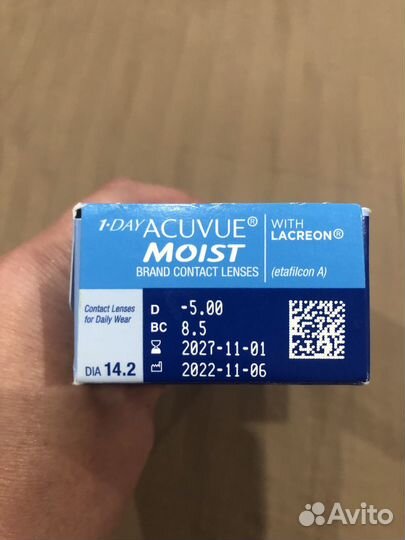 1-DAY ACUVUE® MOIST
BRAND CONTACT LENSES
WITH LACREON®
(etafilcon A)
Contact Lenses
for Daily Wear
DIA 14.2
D -5.00
BC 8.5
2027-11-01
2022-11-06
Avito